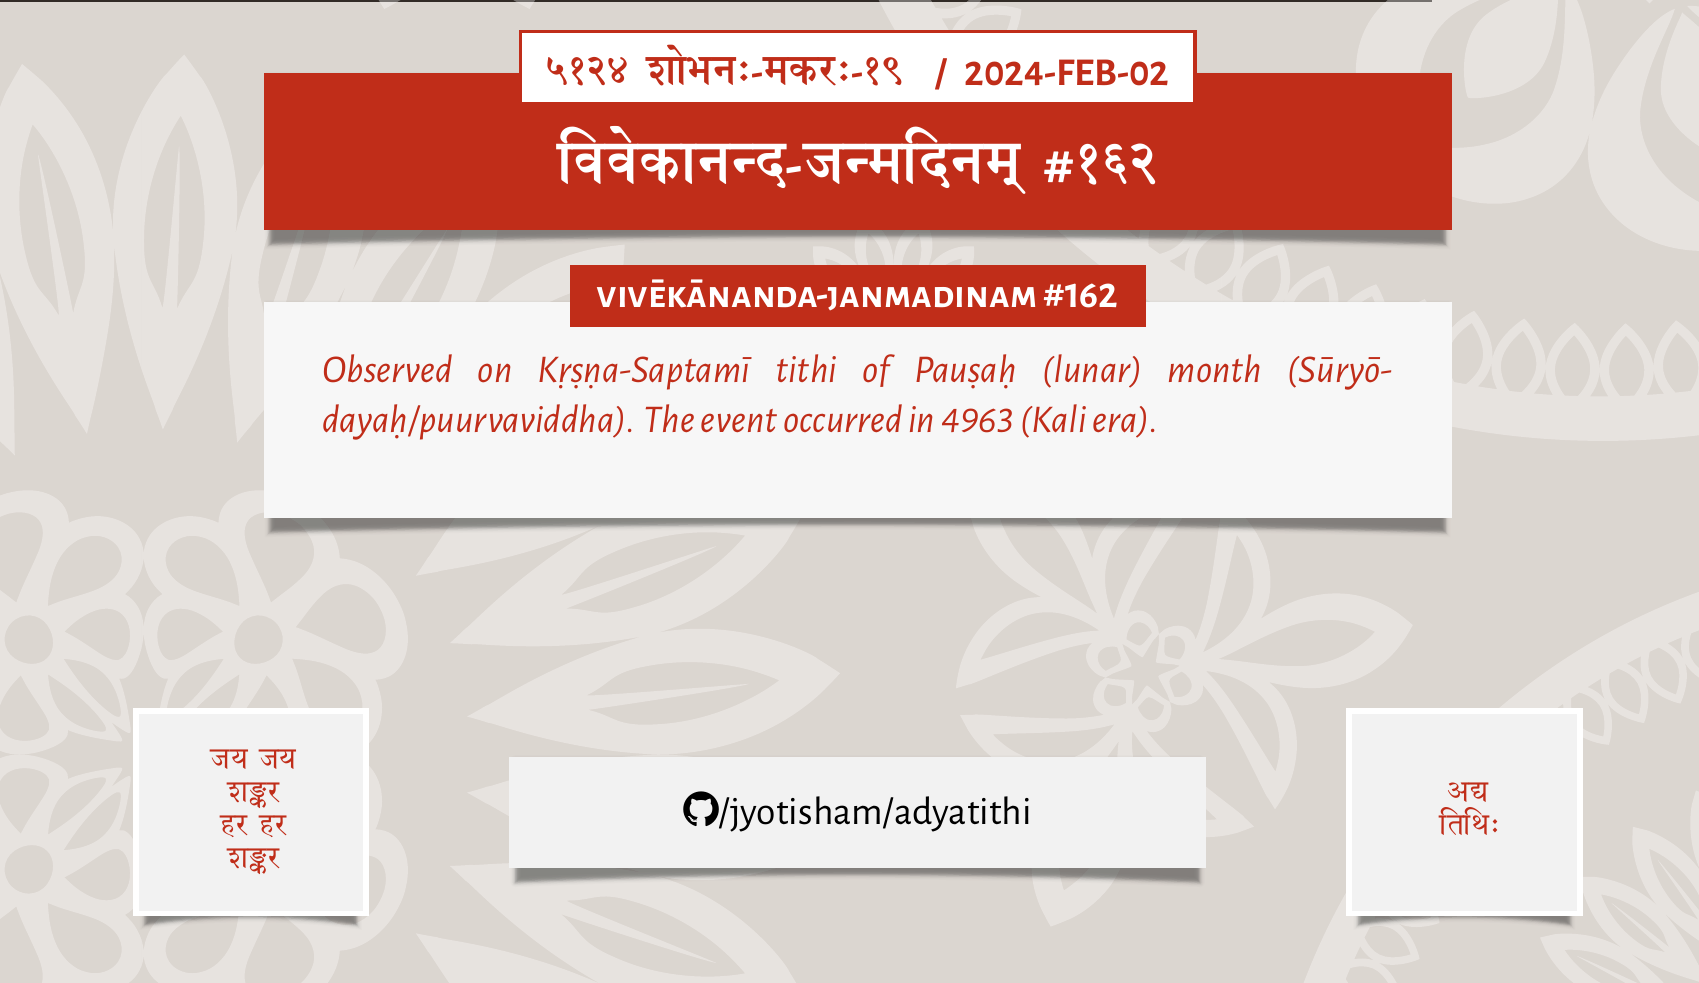 ५१२४ शोभनः-मकरः-१९ / 2024-FEB-02
विवेकानन्द-जन्मदिनम् #१६२
VIVĒKĀNANDA-JANMADINAM #162
Observed on Kṛṣṇa-Saptamī tithi of Pauṣaḥ (lunar) month (Sūryō-
dayaḥ/puurvaviddha). The event occurred in 4963 (Kali era).
जय जय
शङ्कर
हर हर
शङ्कर
/jyotisham/adyatithi
अद्य
तिथिः